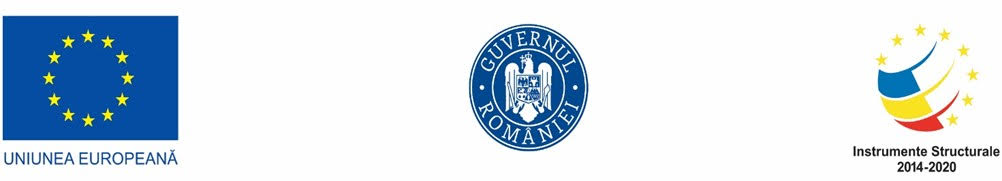 UNIUNEA EUROPEANĂ
GUVERNUL
ROMÂNIEI
Instrumente Structurale
2014-2020